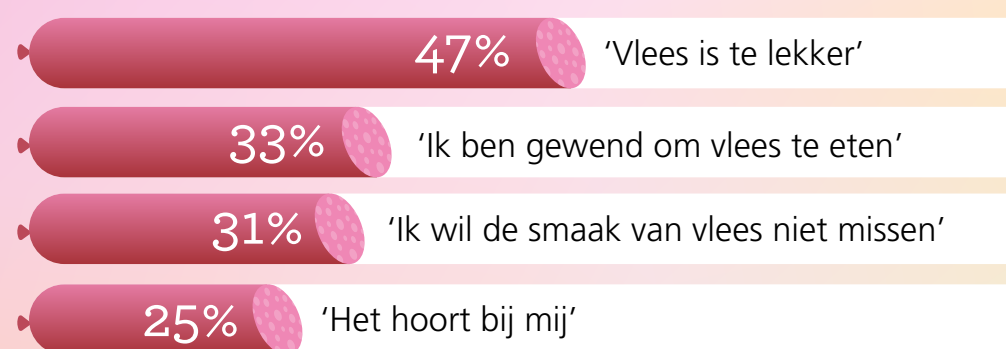 47% ‘Vlees is te lekker’
33% ‘Ik ben gewend om vlees te eten’
31% ‘Ik wil de smaak van vlees niet missen’
25% ‘Het hoort bij mij’